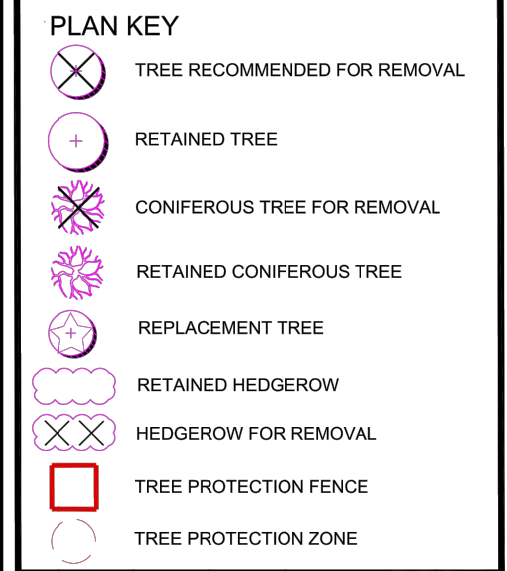 PLAN KEY
TREE RECOMMENDED FOR REMOVAL
RETAINED TREE
CONIFEROUS TREE FOR REMOVAL
RETAINED CONIFEROUS TREE
REPLACEMENT TREE
RETAINED HEDGEROW
HEDGEROW FOR REMOVAL
TREE PROTECTION FENCE
TREE PROTECTION ZONE